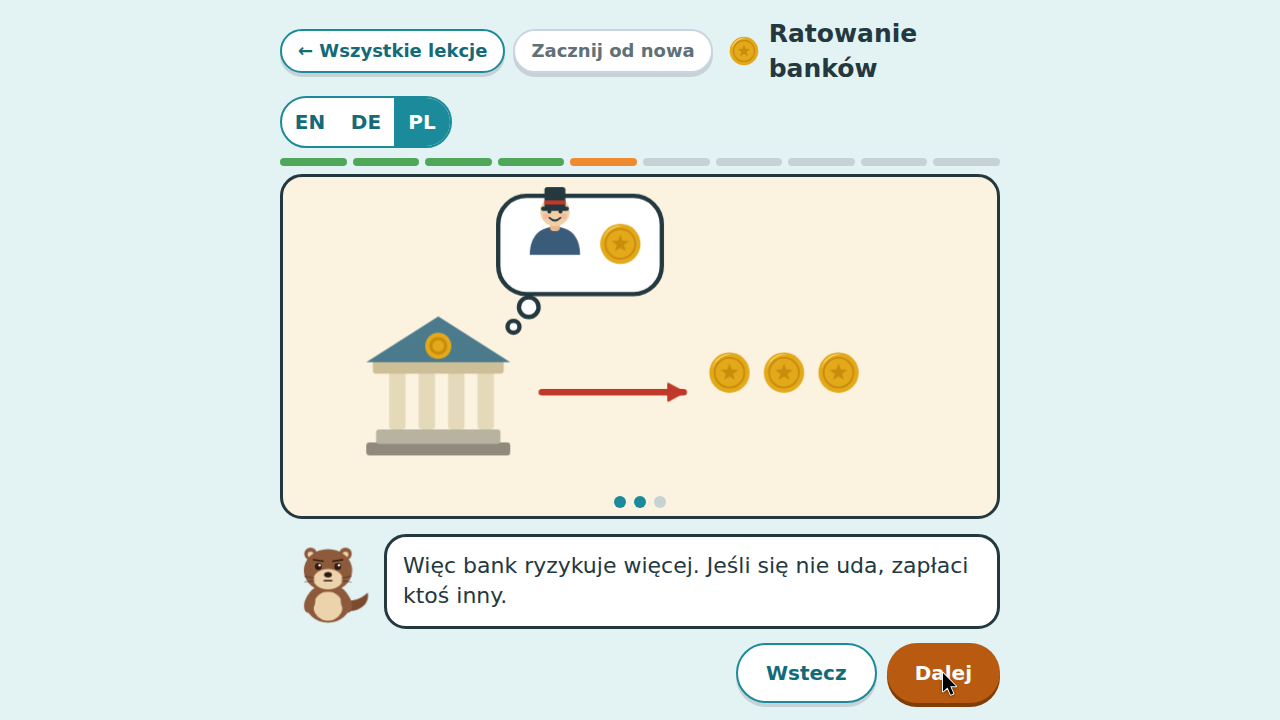 ← Wszystkie lekcje
Zacznij od nowa
Ratowanie
banków
EN DE PL
Więc bank ryzykuje więcej. Jeśli się nie uda, zapłaci
ktoś inny.
Wstecz
Dalej